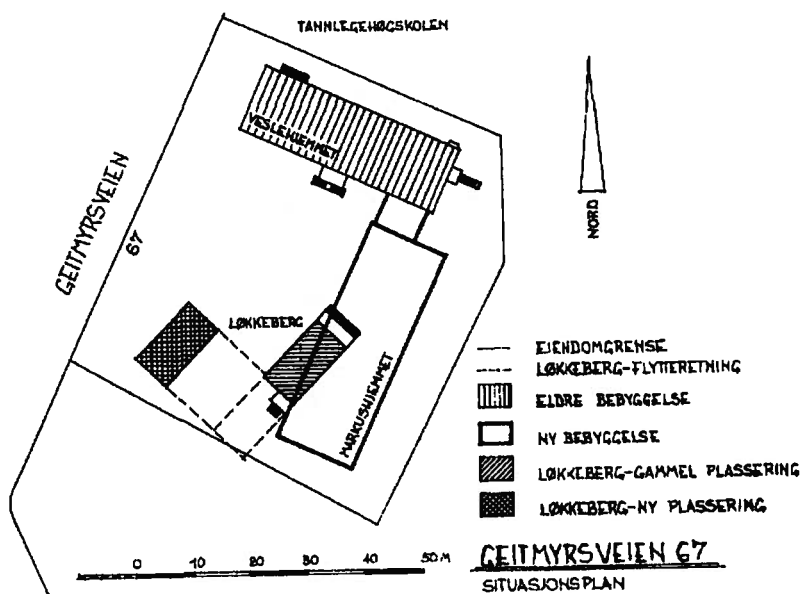 TANNLEGEHØGSKOLEN
VESLEHJEMMET
GEITMYRSVEIEN
67
NORD
LØKKEBERG
MARKUSHJEMMET
EIENDOMGRENSE
LØKKEBERG-FLYTTERETNING
ELDRE BEBYGGELSE
NY BEBYGGELSE
LØKKEBERG-GAMMEL PLASSERING
LØKKEBERG-NY PLASSERING
0 10 20 30 40 50 M
GEITMYRSVEIEN 67
SITUASJONSPLAN